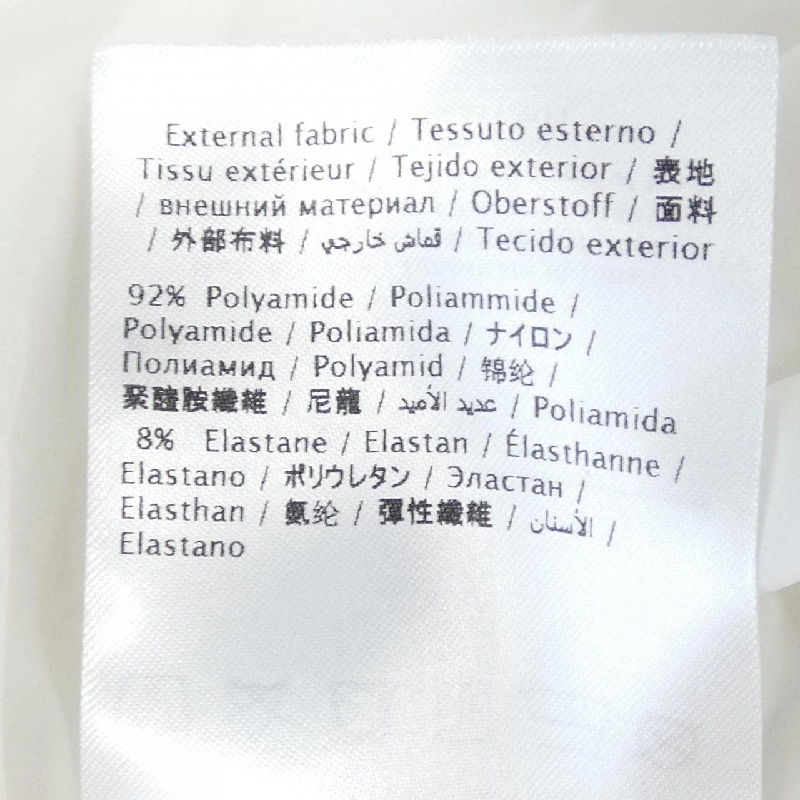 External fabric / Tessuto esterno /
Tissu extérieur / Tejido exterior / 表地
/ внешний материал / Oberstoff / 面料
/ 外部布料 / قماش خارجي / Tecido exterior
92% Polyamide / Poliammide /
Polyamide / Poliamida / ナイロン /
Полиамид / Polyamid / 锦纶 /
聚醯胺纖維 / 尼龍 / عديد الأميد / Poliamida
8% Elastane / Elastan / Élasthanne /
Elastano / ポリウレタン / Эластан /
Elasthan / 氨纶 / 彈性纖維 / الأستان /
Elastano